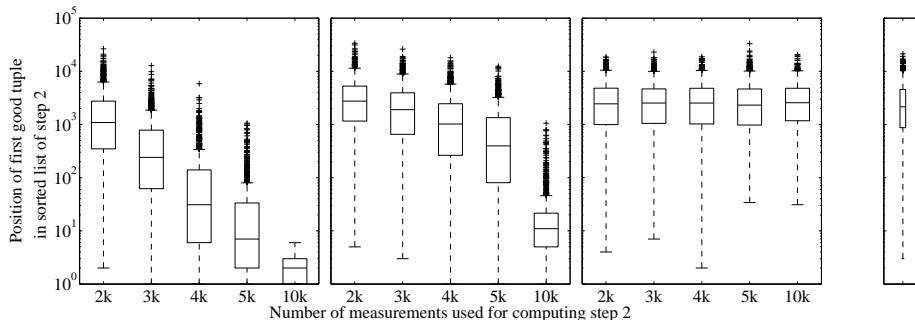 Position of first good tuple
in sorted list of step 2
10^5
10^4
10^3
10^2
10^1
10^0
2k 3k 4k 5k 10k
2k 3k 4k 5k 10k
2k 3k 4k 5k 10k
Number of measurements used for computing step 2